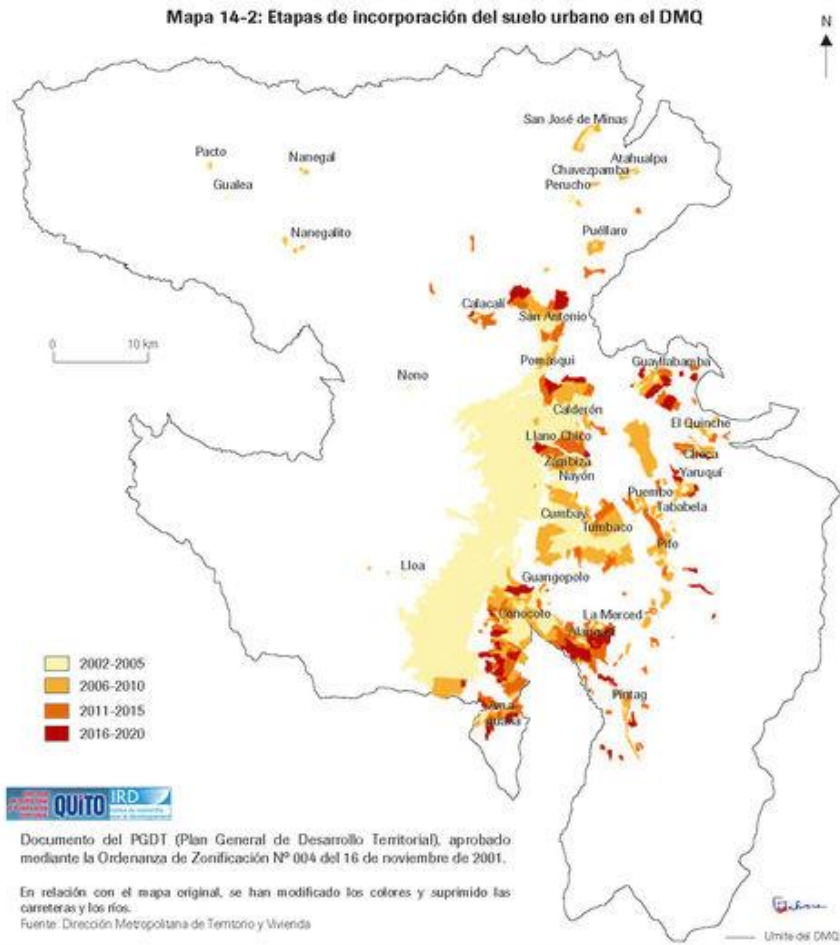 Mapa 14-2: Etapas de incorporación del suelo urbano en el DMQ
N
San José de Minas
Pacto
Nanegal
Atahualpa
Chavezpamba
Gualea
Perucho
Nanegalito
Puéllaro
Calacalí
San Antonio
10 km
0
Pomasqui
Guayllabamba
Nono
Calderón
El Quinche
Llano Chico
Checa
Zámbiza
Yaruquí
Nayón
Puembo
Tababela
Cumbayá
Tumbaco
Pifo
Lloa
Guangopolo
Conocoto
La Merced
Alangasí
2002-2005
2006-2010
2011-2015
2016-2020
Píntag
QUITO
IRD
Documento del PGDT (Plan General de Desarrollo Territorial), aprobado
mediante la Ordenanza de Zonificación Nº 004 del 16 de noviembre de 2001.
En relación con el mapa original, se han modificado los colores y suprimido las
carreteras y los ríos.
Fuente: Dirección Metropolitana de Territorio y Vivienda
Límite del DMQ